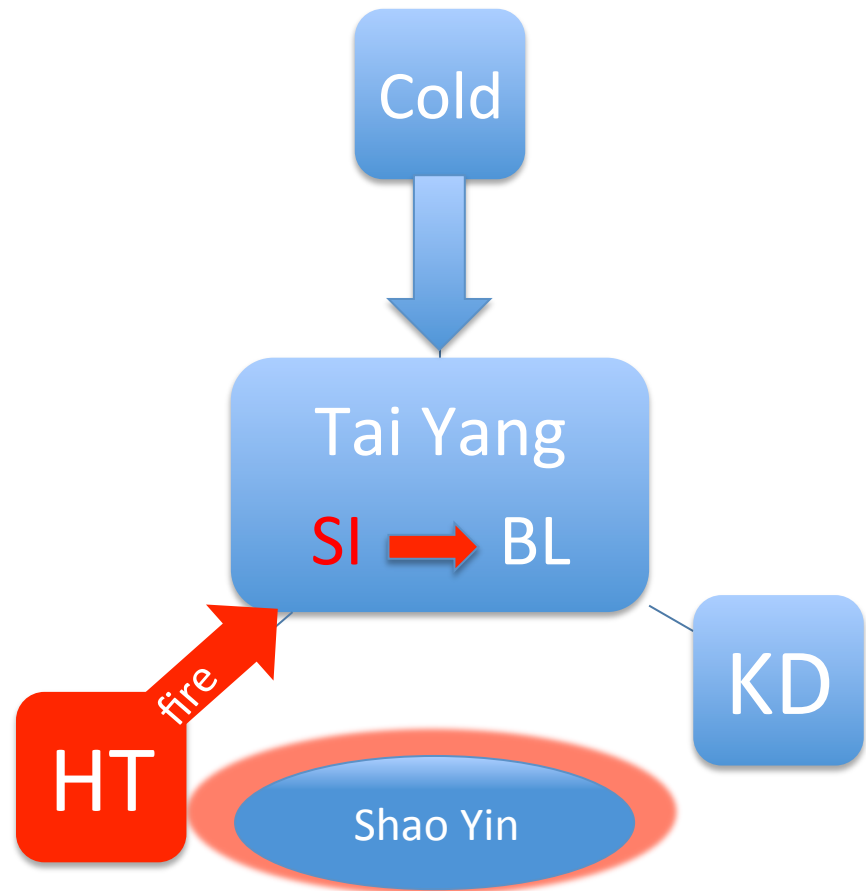 Cold
Tai Yang
SI BL
fire
KD
HT
Shao Yin